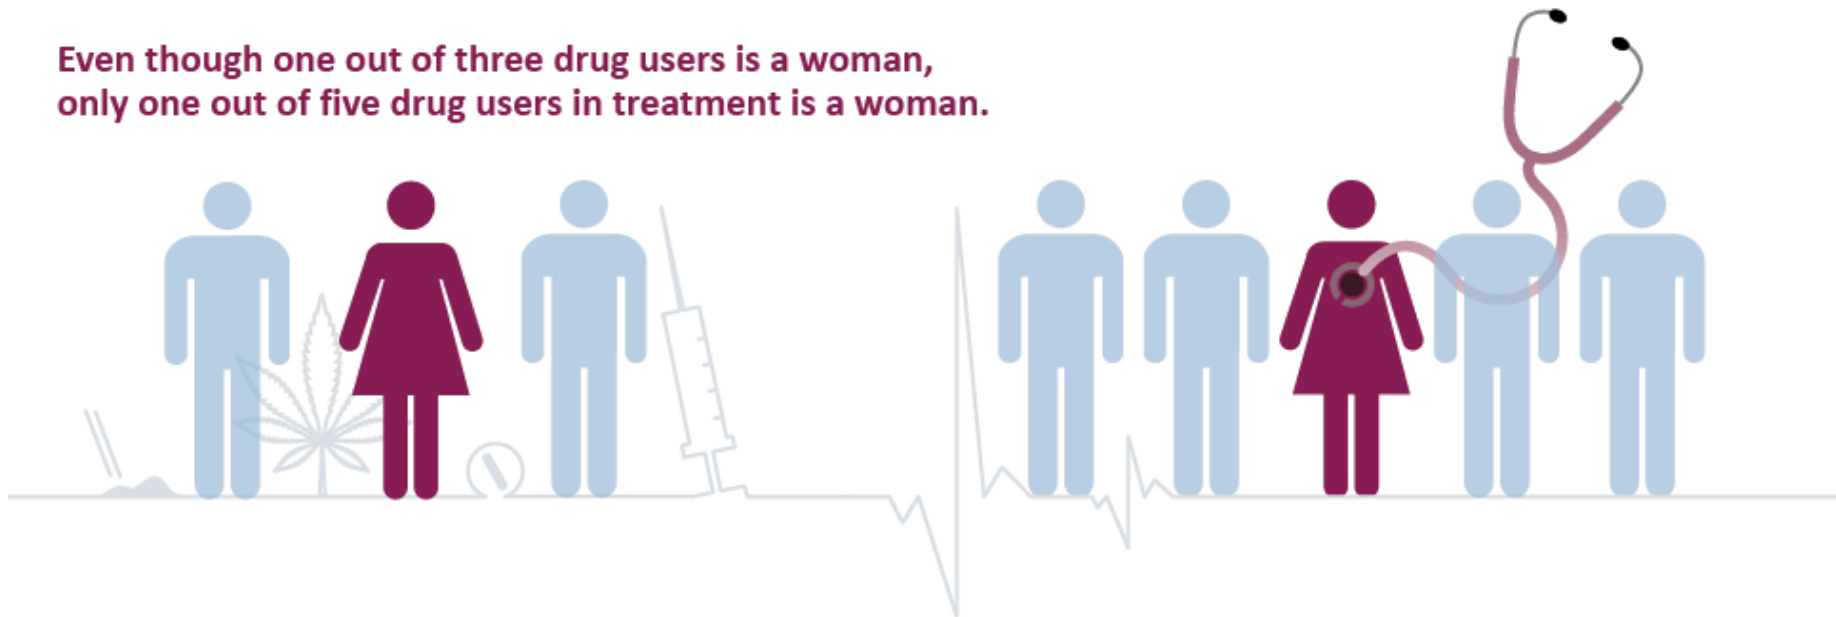 Even though one out of three drug users is a woman,
only one out of five drug users in treatment is a woman.